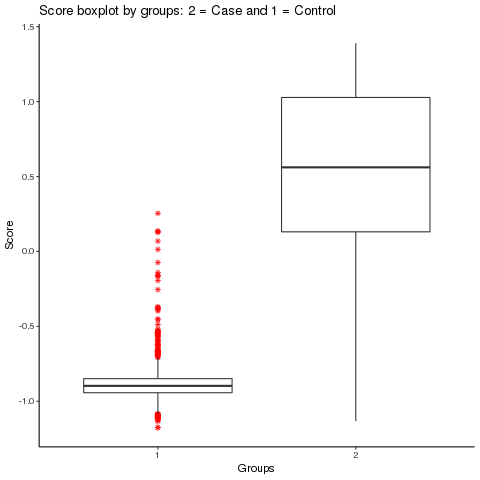 Score boxplot by groups: 2 = Case and 1 = Control
1.5
1.0
0.5
0.0
-0.5
-1.0
Score
1 2
Groups